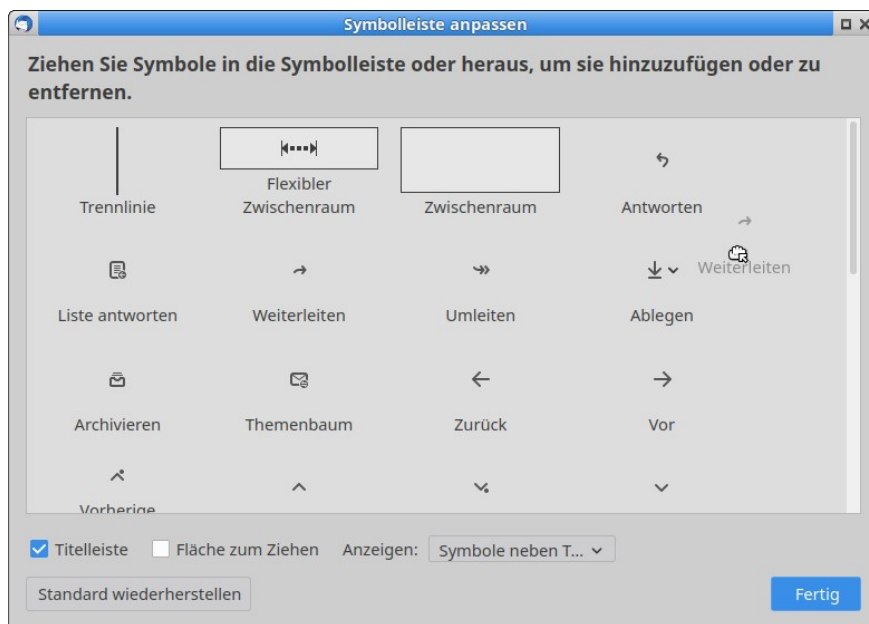 Symbolleiste anpassen
Ziehen Sie Symbole in die Symbolleiste oder heraus, um sie hinzuzufügen oder zu
entfernen.
Flexibler
Trennlinie Zwischenraum Zwischenraum Antworten
Weiterleiten
Liste antworten Weiterleiten Umleiten Ablegen
Archivieren Themenbaum Zurück Vor
Vorherige
Titelleiste Fläche zum Ziehen Anzeigen: Symbole neben T...
Standard wiederherstellen Fertig